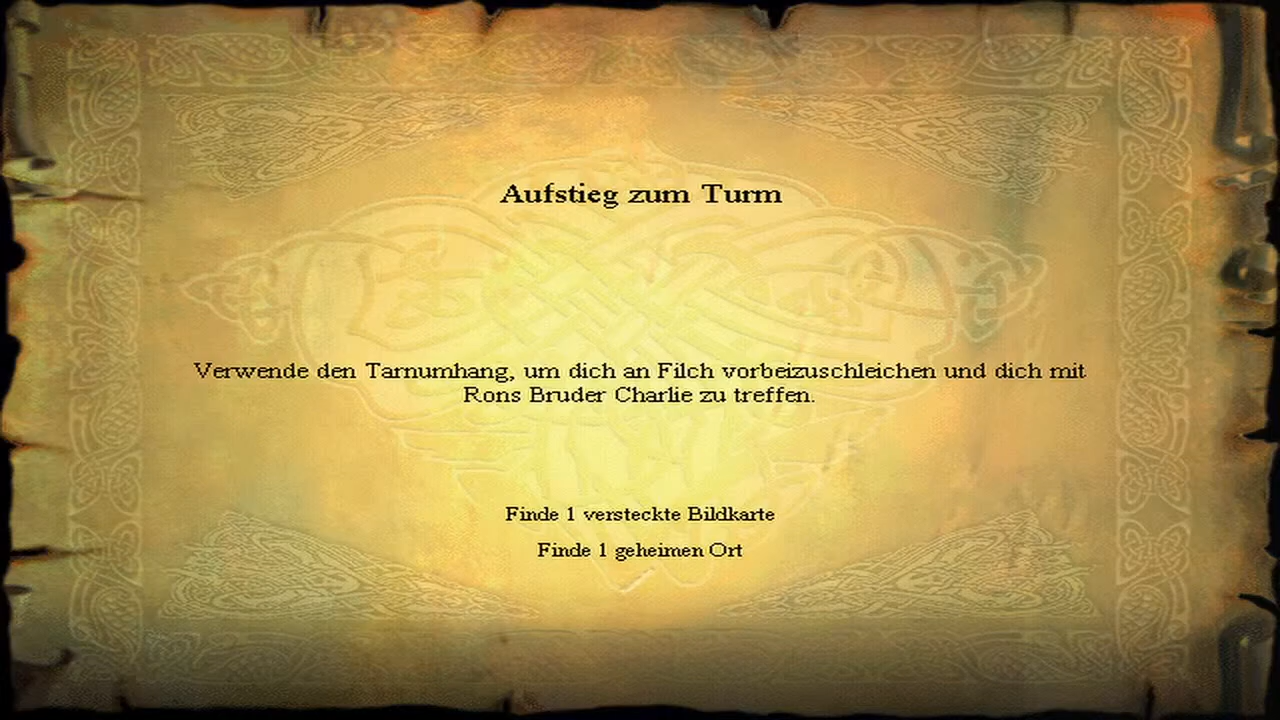 Aufstieg zum Turm
Verwende den Tarnumhang, um dich an Filch vorbeizuschleichen und dich mit
Rons Bruder Charlie zu treffen.
Finde 1 versteckte Bildkarte
Finde 1 geheimen Ort